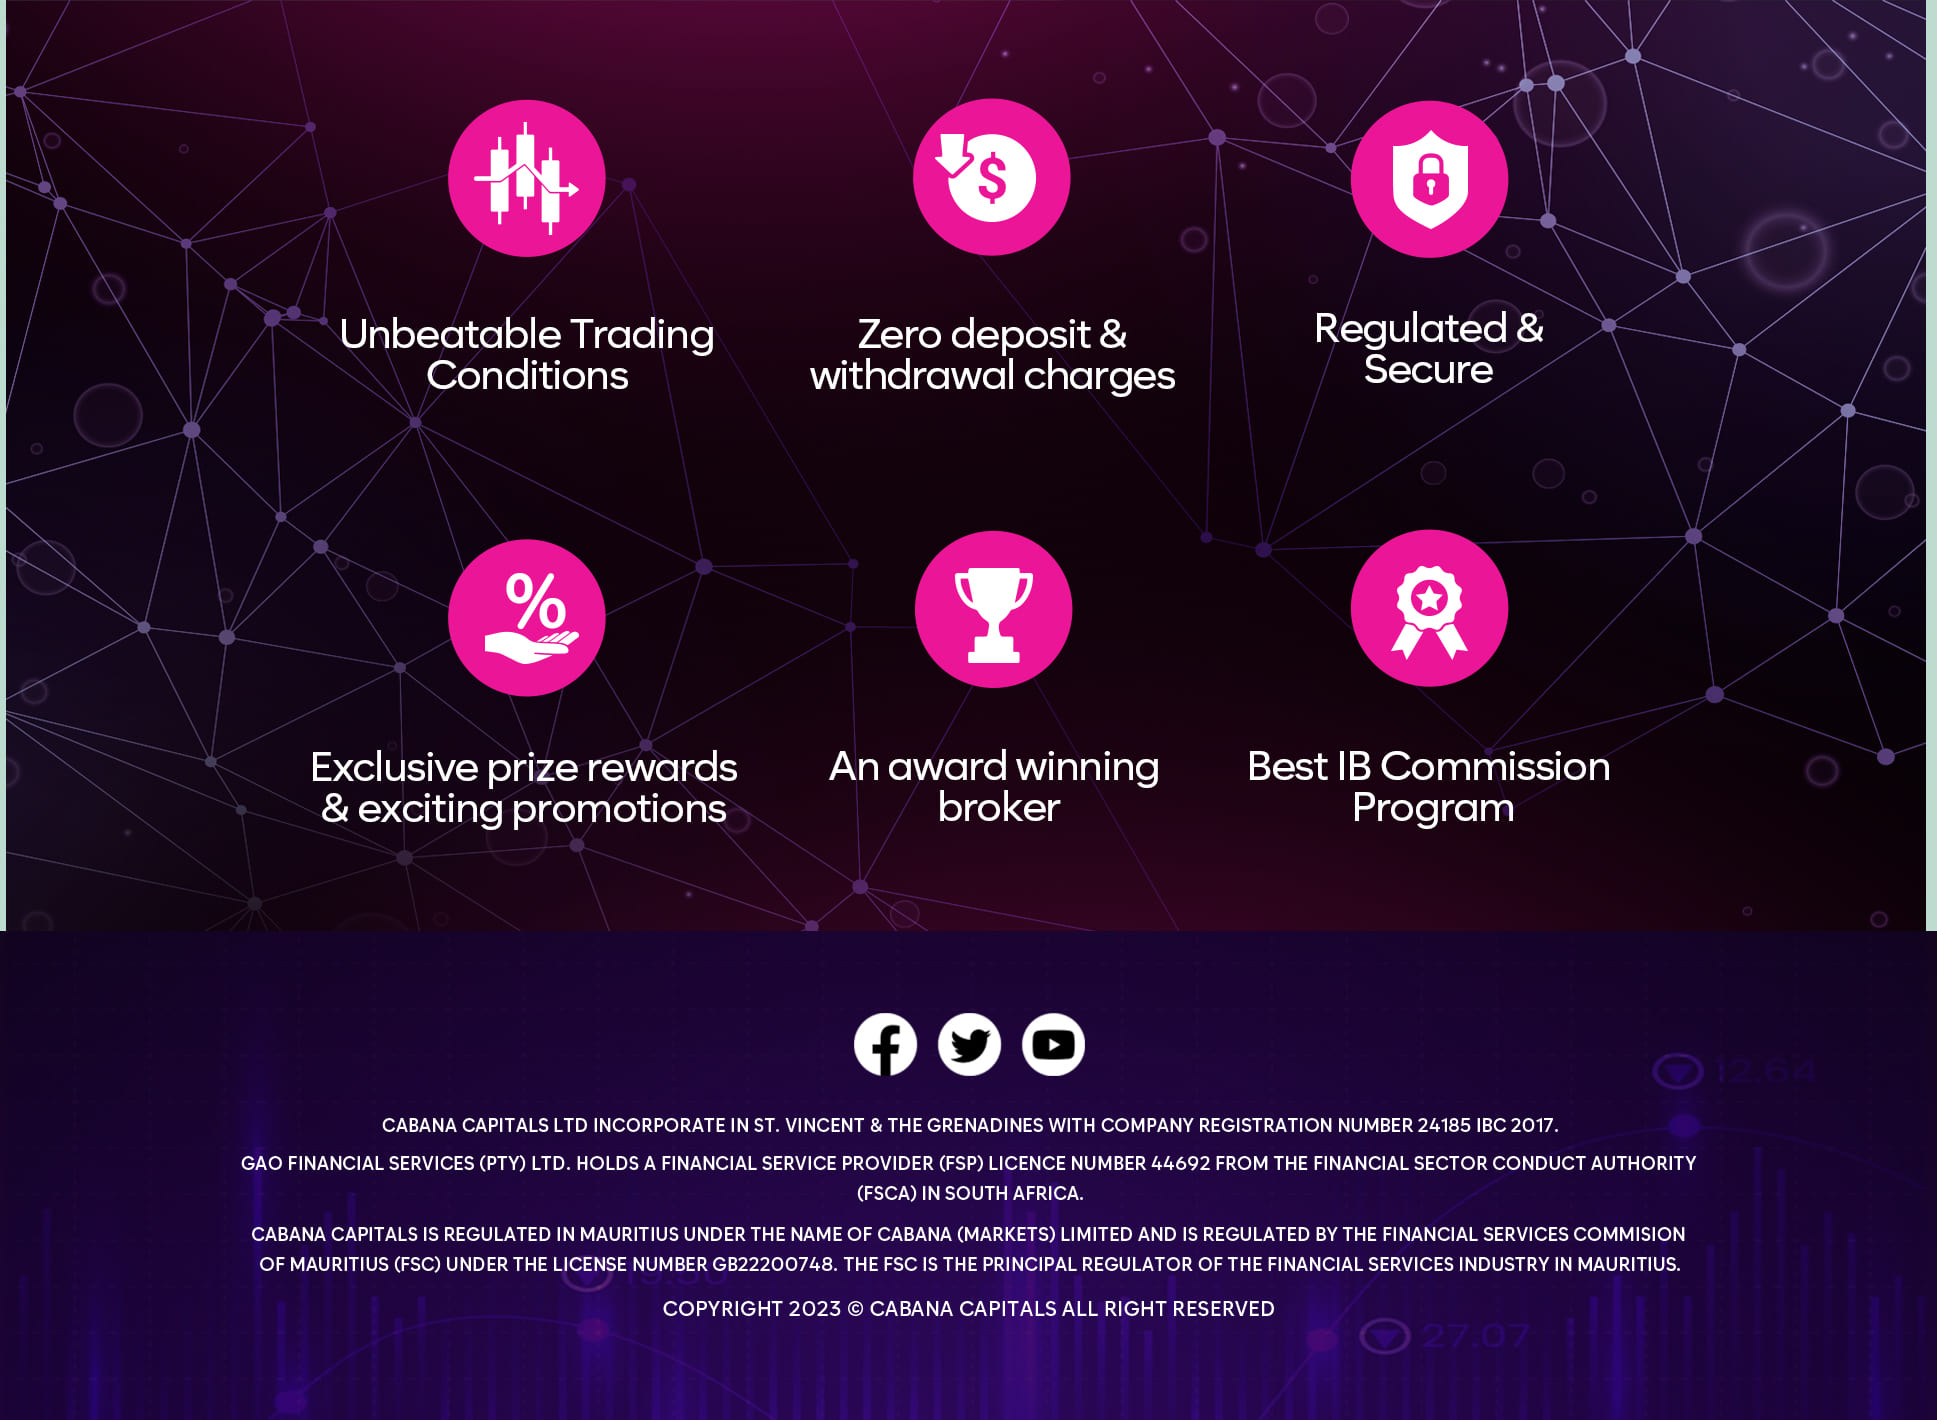 Unbeatable Trading
Conditions
Zero deposit &
withdrawal charges
Regulated &
Secure
Exclusive prize rewards
& exciting promotions
An award winning
broker
Best IB Commission
Program
12.64
CABANA CAPITALS LTD INCORPORATE IN ST. VINCENT & THE GRENADINES WITH COMPANY REGISTRATION NUMBER 24185 IBC 2017.
GAO FINANCIAL SERVICES (PTY) LTD. HOLDS A FINANCIAL SERVICE PROVIDER (FSP) LICENCE NUMBER 44692 FROM THE FINANCIAL SECTOR CONDUCT AUTHORITY
(FSCA) IN SOUTH AFRICA.
CABANA CAPITALS IS REGULATED IN MAURITIUS UNDER THE NAME OF CABANA (MARKETS) LIMITED AND IS REGULATED BY THE FINANCIAL SERVICES COMMISION
OF MAURITIUS (FSC) UNDER THE LICENSE NUMBER GB22200748. THE FSC IS THE PRINCIPAL REGULATOR OF THE FINANCIAL SERVICES INDUSTRY IN MAURITIUS.
COPYRIGHT 2023 © CABANA CAPITALS ALL RIGHT RESERVED
27.07